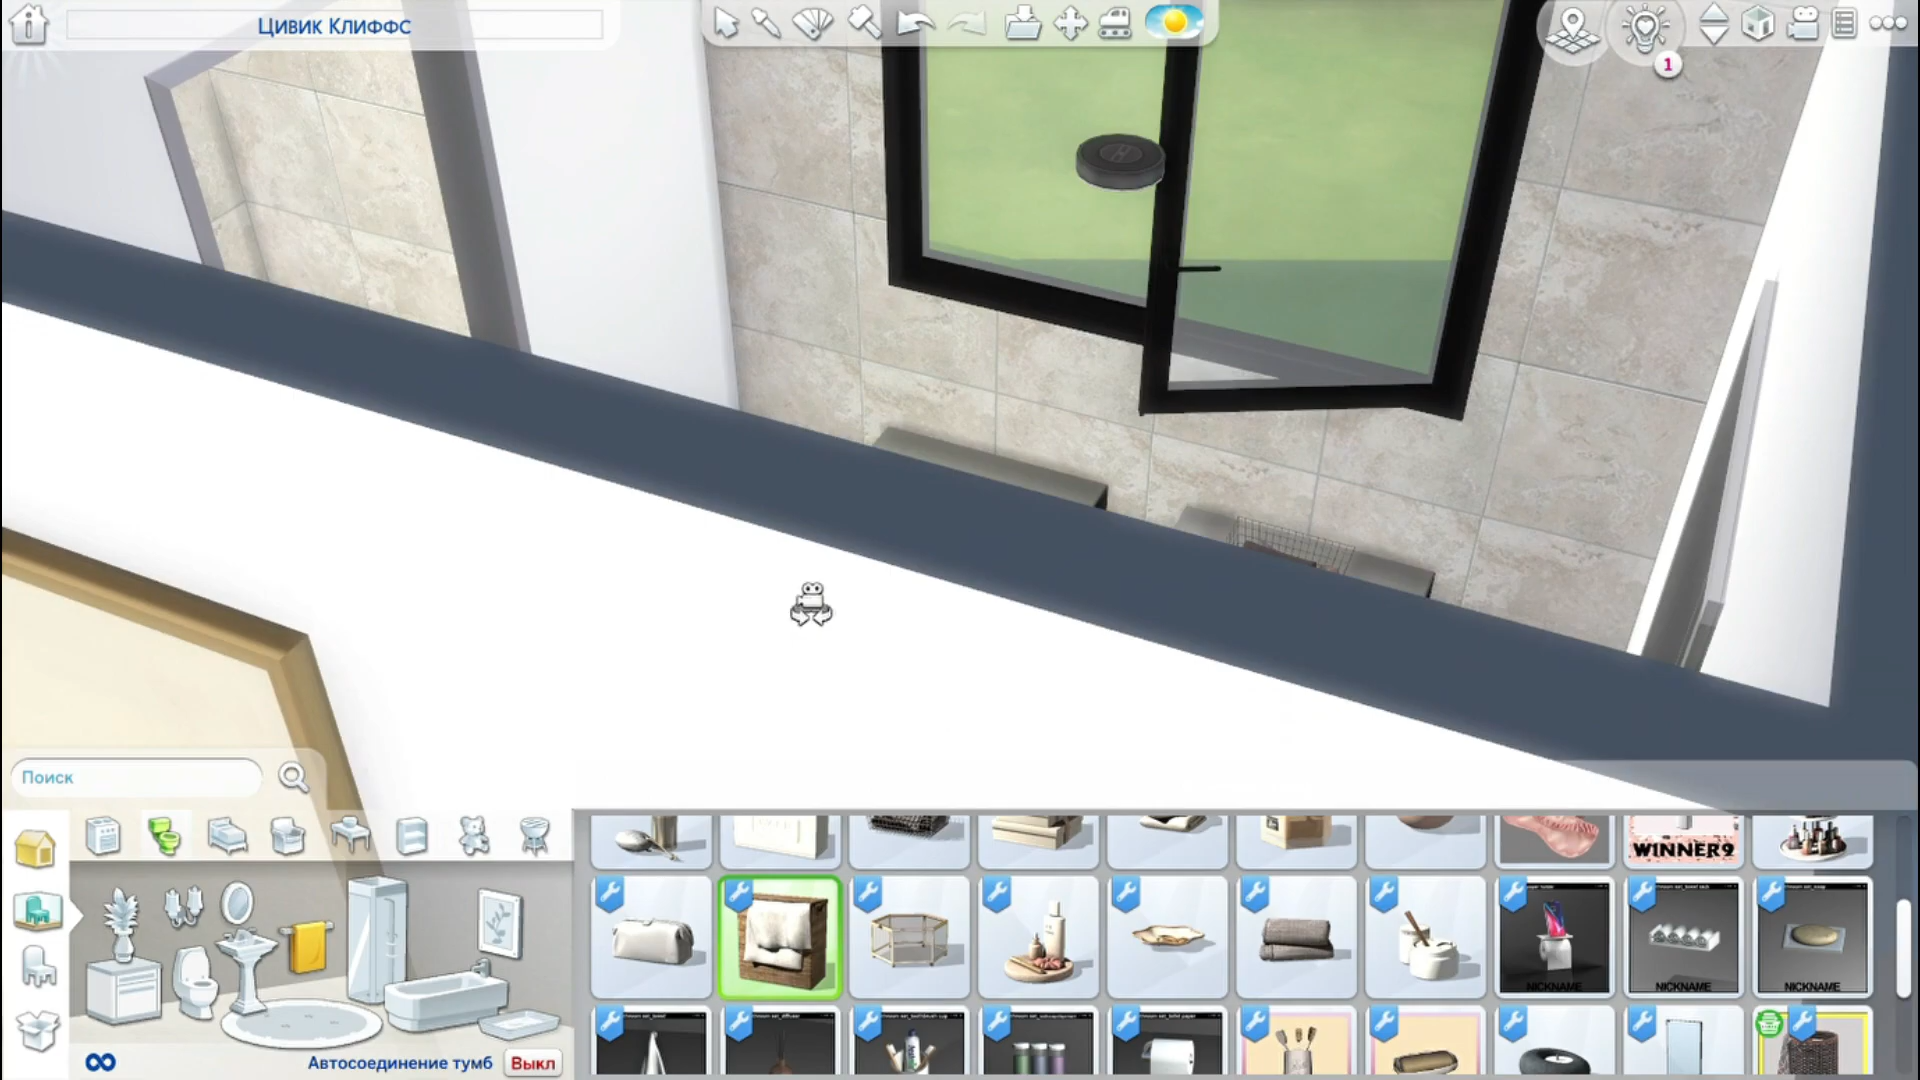 Цивик Клиффс
1
Поиск
WINNER9
NICKNAME
NICKNAME
NICKNAME
Автосоединение тумб
Выкл